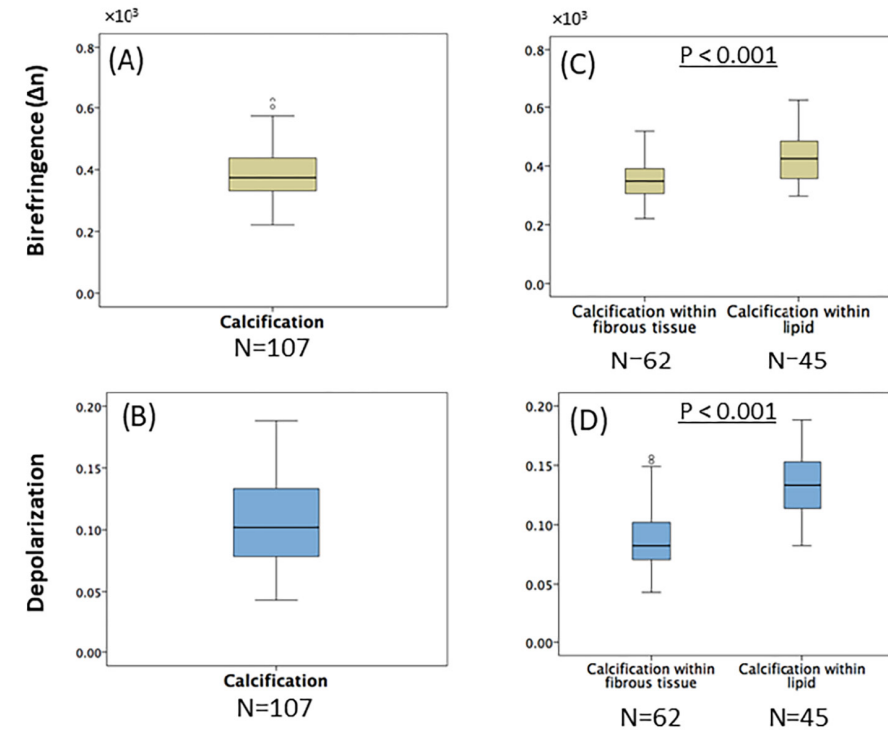 ×10³
(A)
0.8
0.6
0.4
0.2
0.0
Birefringence (Δn)
Calcification
N=107
×10³
(C)
P < 0.001
0.8
0.6
0.4
0.2
0.0
Calcification within fibrous tissue
Calcification within lipid
N=62
N=45
(B)
0.20
0.15
0.10
0.05
0.00
Depolarization
Calcification
N=107
(D)
P < 0.001
0.20
0.15
0.10
0.05
0.00
Calcification within fibrous tissue
Calcification within lipid
N=62
N=45